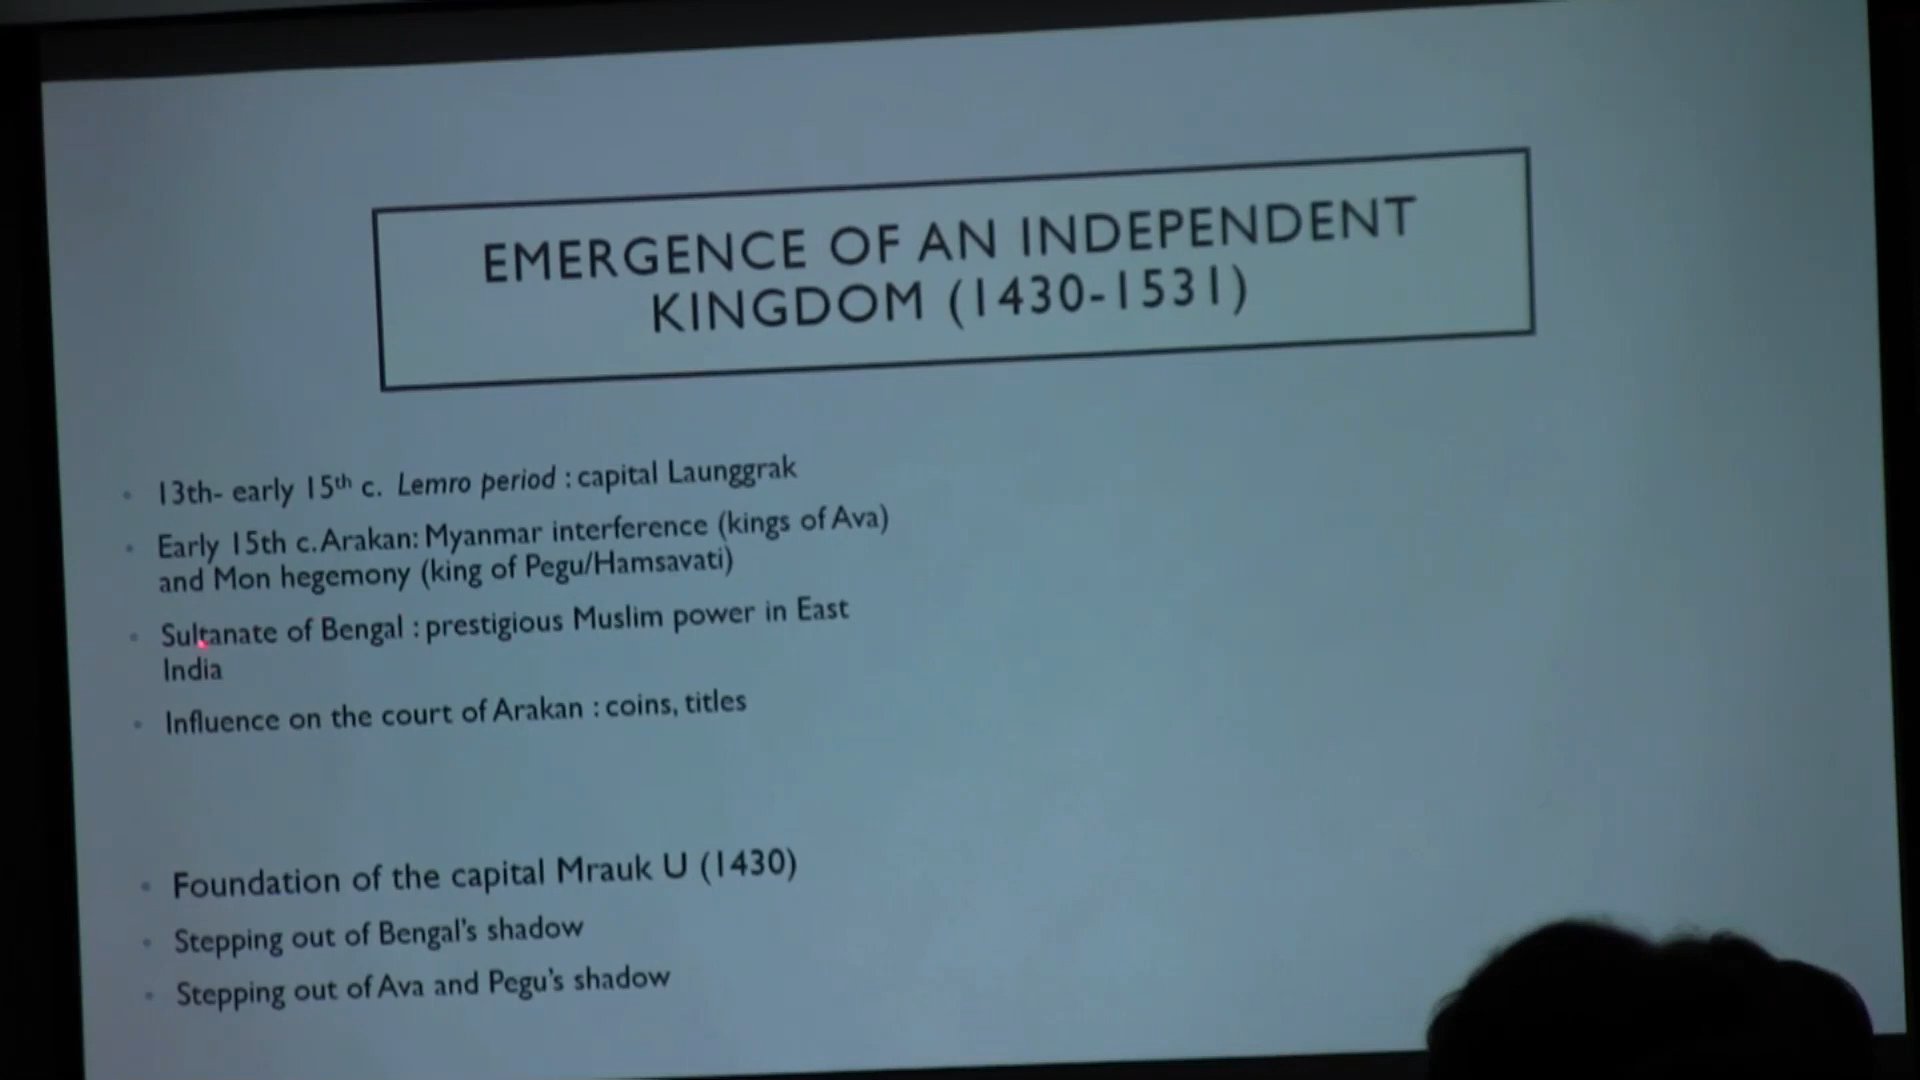 EMERGENCE OF AN INDEPENDENT
KINGDOM (1430-1531)
13th- early 15th c. Lemro period : capital Launggrak
Early 15th c. Arakan: Myanmar interference (kings of Ava)
and Mon hegemony (king of Pegu/Hamsavati)
Sultanate of Bengal : prestigious Muslim power in East
India
Influence on the court of Arakan : coins, titles
Foundation of the capital Mrauk U (1430)
Stepping out of Bengal's shadow
Stepping out of Ava and Pegu's shadow